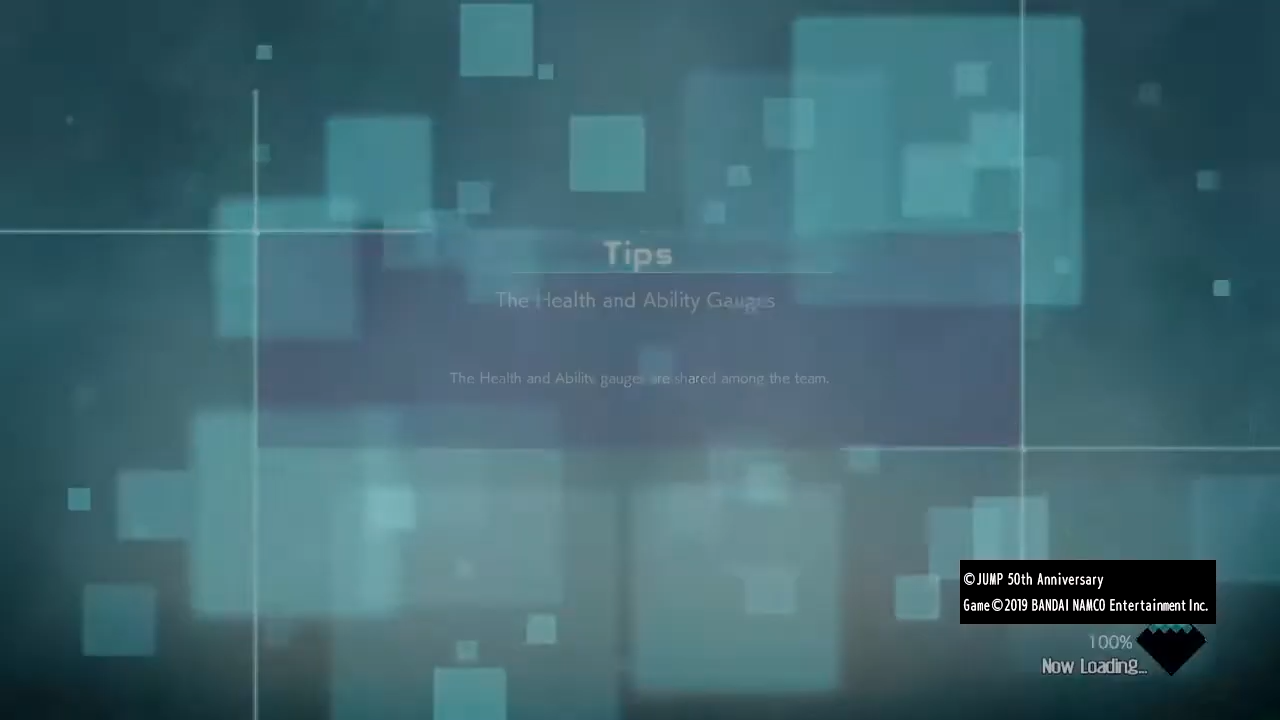 Tips
The Health and Ability Gauges
The Health and Ability gauges are shared among the team.
©JUMP 50th Anniversary
Game©2019 BANDAI NAMCO Entertainment Inc.
100%
Now Loading...